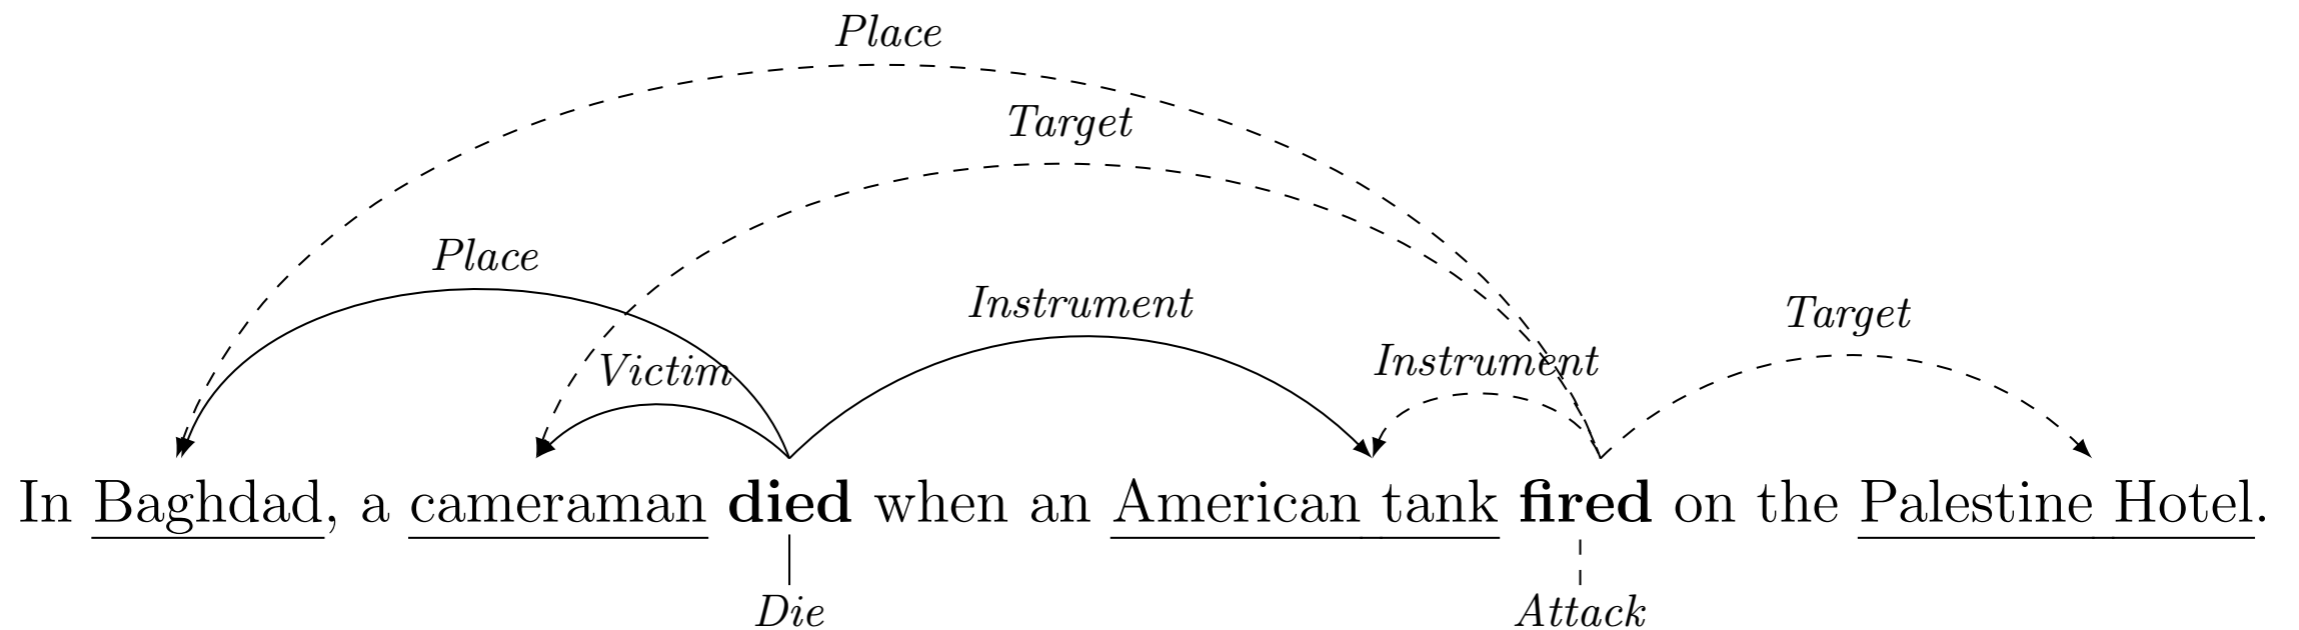 Place
Target
Place
Instrument
Target
Victim
Instrument
In Baghdad, a cameraman died when an American tank fired on the Palestine Hotel.
Die
Attack